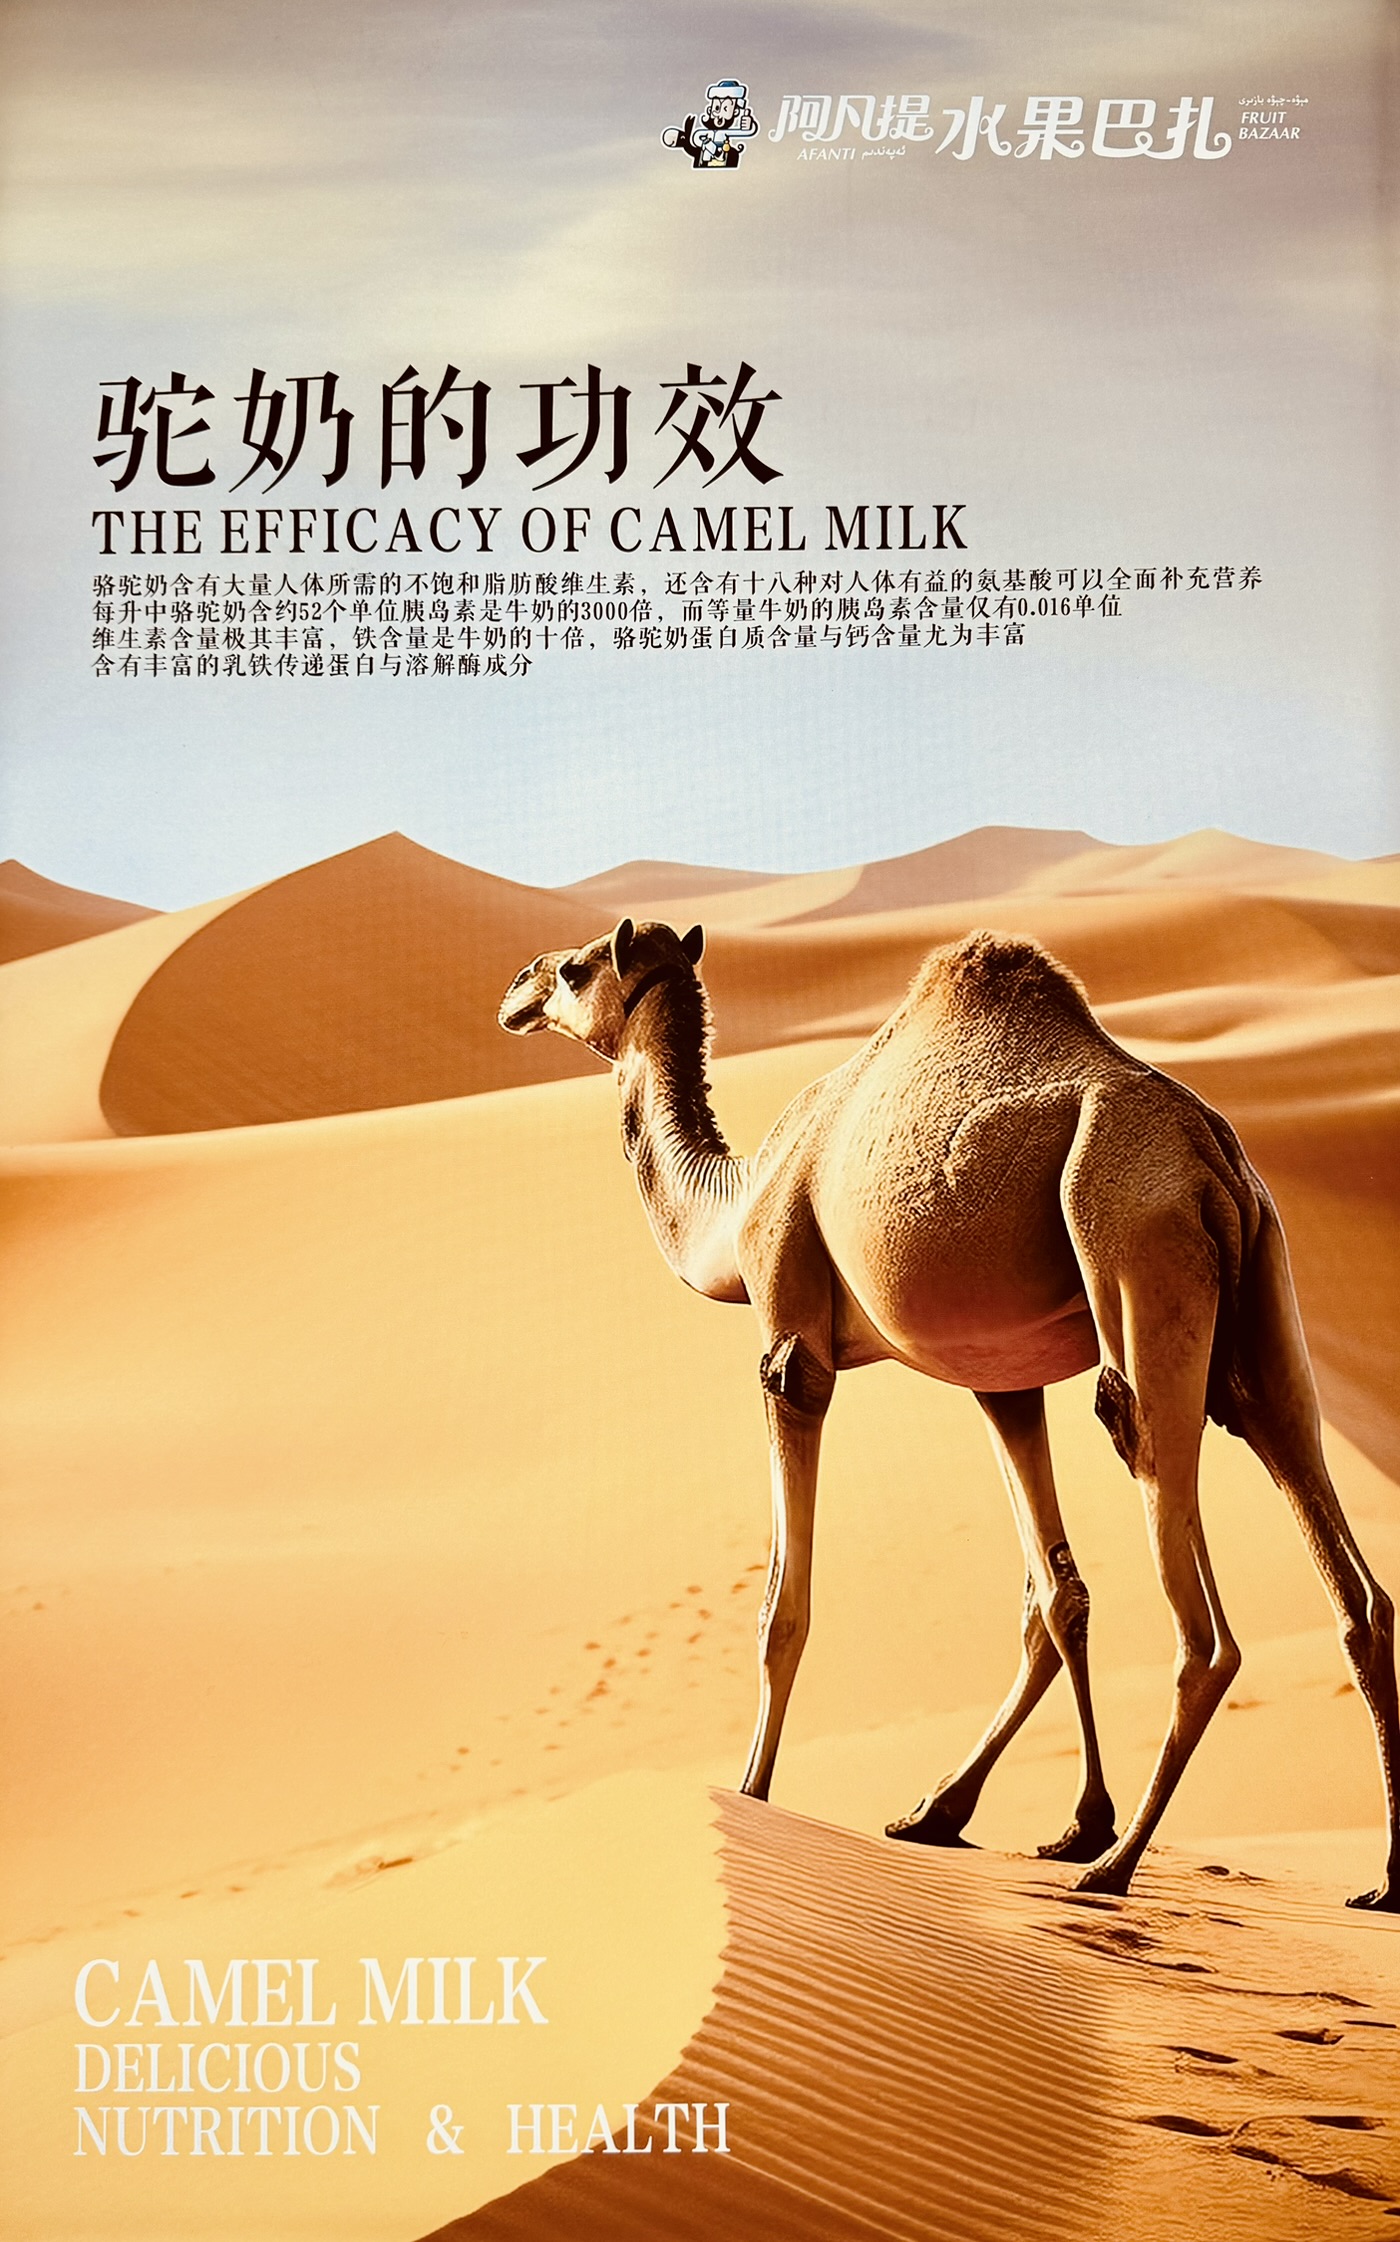 阿凡提 水果巴扎
AFANTI ئەپەندىم
مېۋە-چېۋە بازىرى
FRUIT
BAZAAR
驼奶的功效
THE EFFICACY OF CAMEL MILK
骆驼奶含有大量人体所需的不饱和脂肪酸维生素，还含有十八种对人体有益的氨基酸可以全面补充营养
每升中骆驼奶含约52个单位胰岛素是牛奶的3000倍，而等量牛奶的胰岛素含量仅有0.016单位
维生素含量极其丰富，铁含量是牛奶的十倍，骆驼奶蛋白质含量与钙含量尤为丰富
含有丰富的乳铁传递蛋白与溶解酶成分
CAMEL MILK
DELICIOUS
NUTRITION & HEALTH